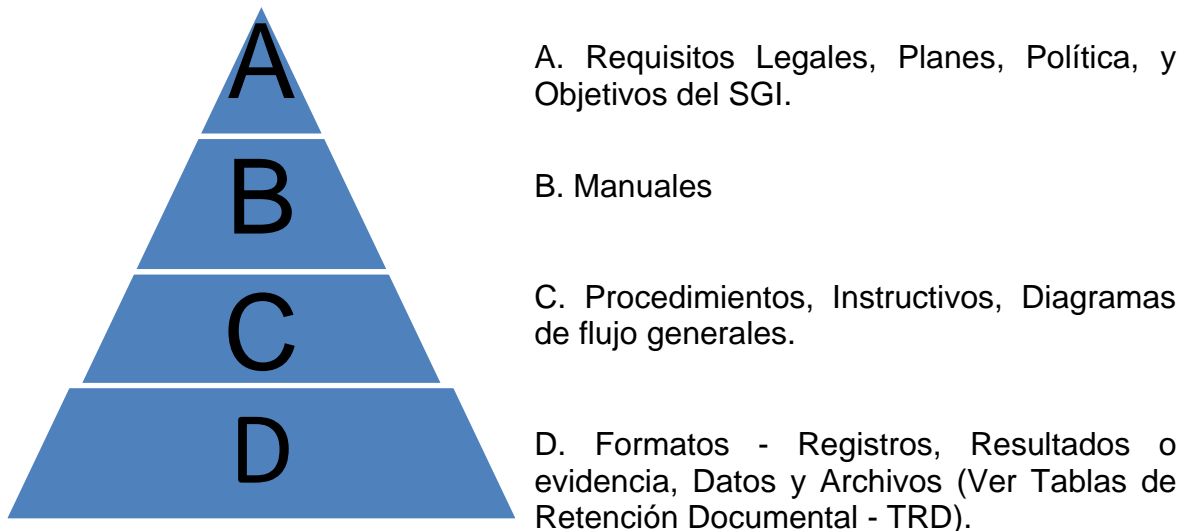 A
A. Requisitos Legales, Planes, Política, y
Objetivos del SGI.
B
B. Manuales
C
C. Procedimientos, Instructivos, Diagramas
de flujo generales.
D
D. Formatos - Registros, Resultados o
evidencia, Datos y Archivos (Ver Tablas de
Retención Documental - TRD).